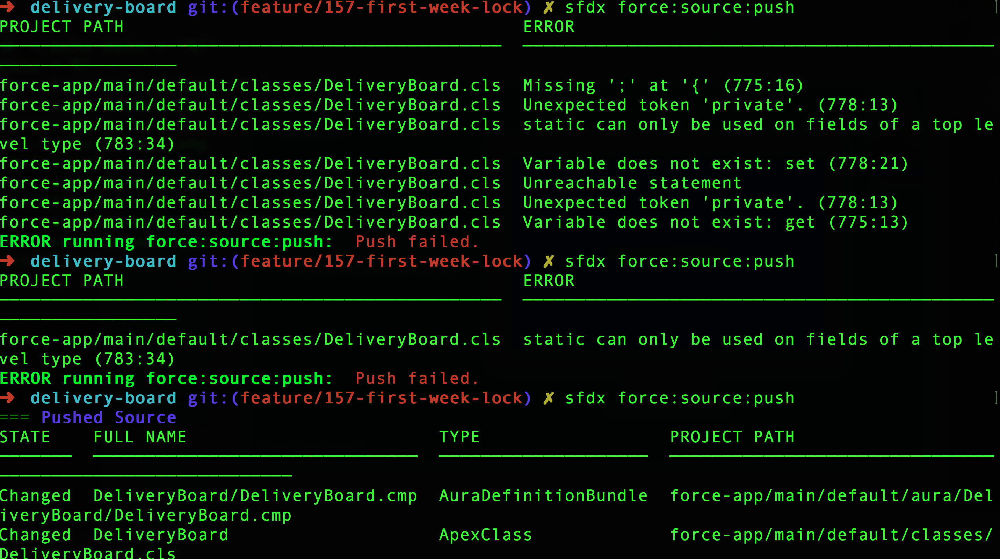 ➜  delivery-board git:(feature/157-first-week-lock) ✗ sfdx force:source:push
PROJECT PATH                                      ERROR
force-app/main/default/classes/DeliveryBoard.cls  Missing ';' at '{' (775:16)
force-app/main/default/classes/DeliveryBoard.cls  Unexpected token 'private'. (778:13)
force-app/main/default/classes/DeliveryBoard.cls  static can only be used on fields of a top le
vel type (783:34)
force-app/main/default/classes/DeliveryBoard.cls  Variable does not exist: set (778:21)
force-app/main/default/classes/DeliveryBoard.cls  Unreachable statement
force-app/main/default/classes/DeliveryBoard.cls  Unexpected token 'private'. (778:13)
force-app/main/default/classes/DeliveryBoard.cls  Variable does not exist: get (775:13)
ERROR running force:source:push:  Push failed.
➜  delivery-board git:(feature/157-first-week-lock) ✗ sfdx force:source:push
PROJECT PATH                                      ERROR
force-app/main/default/classes/DeliveryBoard.cls  static can only be used on fields of a top le
vel type (783:34)
ERROR running force:source:push:  Push failed.
➜  delivery-board git:(feature/157-first-week-lock) ✗ sfdx force:source:push
=== Pushed Source
STATE    FULL NAME                        TYPE                  PROJECT PATH
Changed  DeliveryBoard/DeliveryBoard.cmp  AuraDefinitionBundle  force-app/main/default/aura/Del
iveryBoard/DeliveryBoard.cmp
Changed  DeliveryBoard                    ApexClass             force-app/main/default/classes/
DeliveryBoard.cls